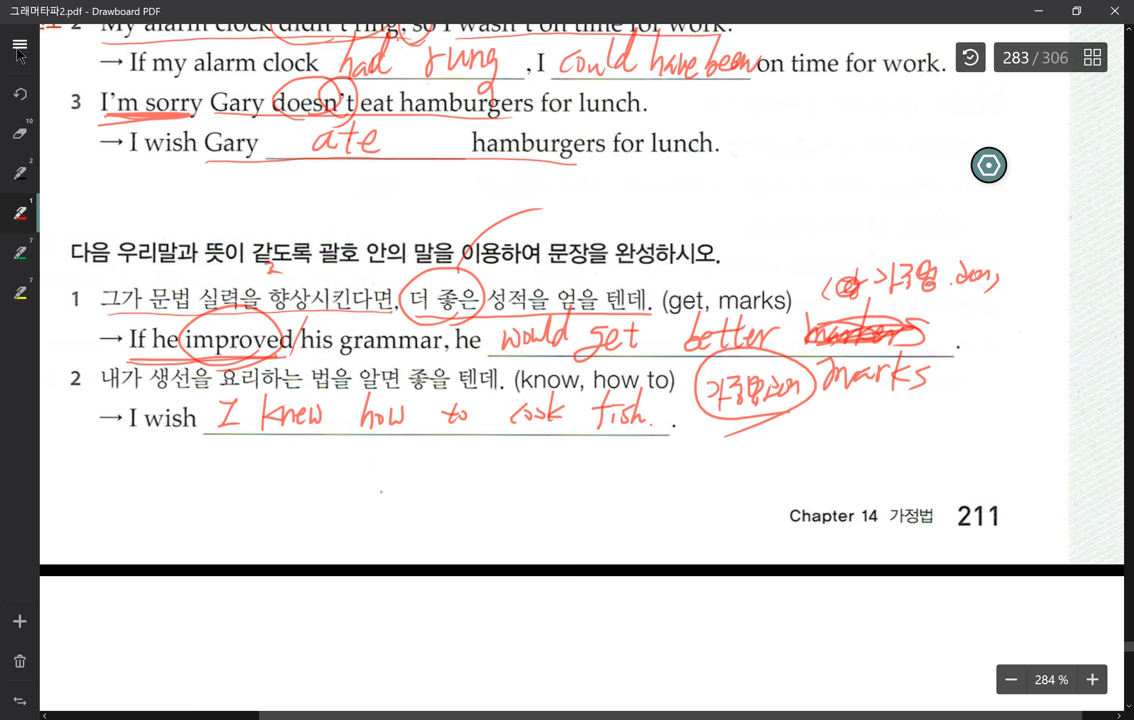 그래머타파2.pdf - Drawboard PDF
2 My alarm clock didn't ring, so I wasn't on time for work.
→ If my alarm clock had rung, I could have been on time for work.
283 / 306
3 I'm sorry Gary doesn't eat hamburgers for lunch.
→ I wish Gary ate hamburgers for lunch.
다음 우리말과 뜻이 같도록 괄호 안의 말을 이용하여 문장을 완성하시오.
1 그가 문법 실력을 향상시킨다면, 더 좋은 성적을 얻을 텐데. (get, marks)
→ If he improved his grammar, he would get better marks.
2 내가 생선을 요리하는 법을 알면 좋을 텐데. (know, how to)
→ I wish I knew how to cook fish.
Chapter 14 가정법 211
284 %
10
2
1
7
7